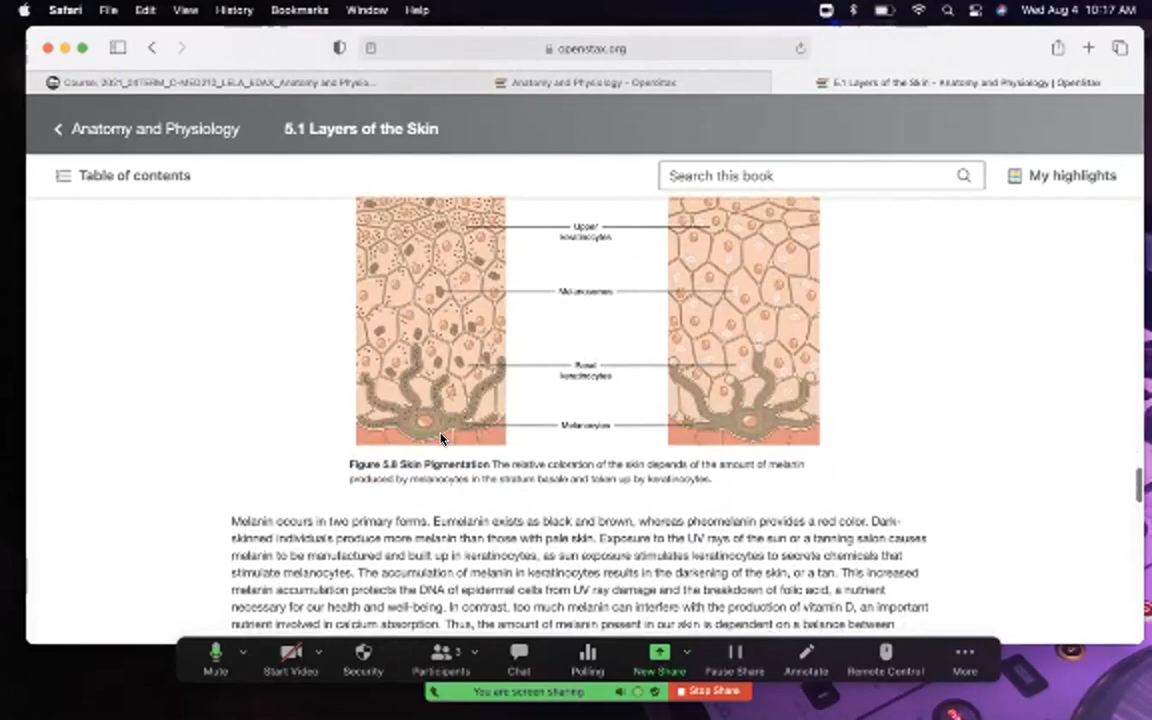 Safari File Edit View History Bookmarks Window Help Wed Aug 4 10:17 AM
openstax.org
Course: 2021_04TERM_C-MED210_LELA_EDAX_Anatomy and Physio...
Anatomy and Physiology - OpenStax
5.1 Layers of the Skin - Anatomy and Physiology | OpenStax
Anatomy and Physiology
5.1 Layers of the Skin
Table of contents
Search this book
My highlights
Upper
keratinocytes
Melanosomes
Basal
keratinocytes
Melanocytes
Figure 5.8 Skin Pigmentation The relative coloration of the skin depends of the amount of melanin
produced by melanocytes in the stratum basale and taken up by keratinocytes.
Melanin occurs in two primary forms. Eumelanin exists as black and brown, whereas pheomelanin provides a red color. Dark-
skinned individuals produce more melanin than those with pale skin. Exposure to the UV rays of the sun or a tanning salon causes
melanin to be manufactured and built up in keratinocytes, as sun exposure stimulates keratinocytes to secrete chemicals that
stimulate melanocytes. The accumulation of melanin in keratinocytes results in the darkening of the skin, or a tan. This increased
melanin accumulation protects the DNA of epidermal cells from UV ray damage and the breakdown of folic acid, a nutrient
necessary for our health and well-being. In contrast, too much melanin can interfere with the production of vitamin D, an important
nutrient involved in calcium absorption. Thus, the amount of melanin present in our skin is dependent on a balance between
3
Mute Start Video Security Participants Chat Polling New Share Pause Share Annotate Remote Control More
You are screen sharing Stop Share